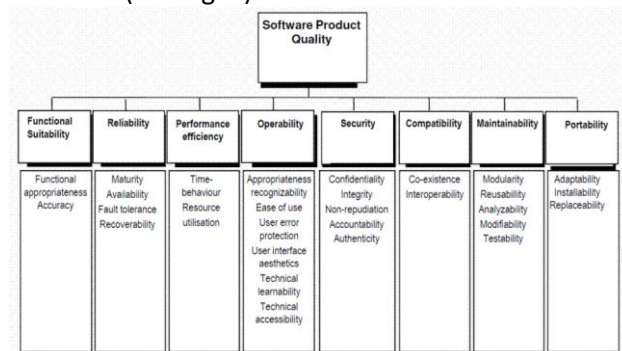 Software Product
Quality
Functional
Suitability
Reliability
Performance
efficiency
Operability
Security
Compatibility
Maintainability
Portability
Functional
appropriateness
Accuracy
Maturity
Availability
Fault tolerance
Recoverability
Time-
behaviour
Resource
utilisation
Appropriateness
recognizability
Ease of use
User error
protection
User interface
aesthetics
Technical
learnability
Technical
accessibility
Confidentiality
Integrity
Non-repudiation
Accountability
Authenticity
Co-existence
Interoperability
Modularity
Reusability
Analyzability
Modifiability
Testability
Adaptability
Installability
Replaceability